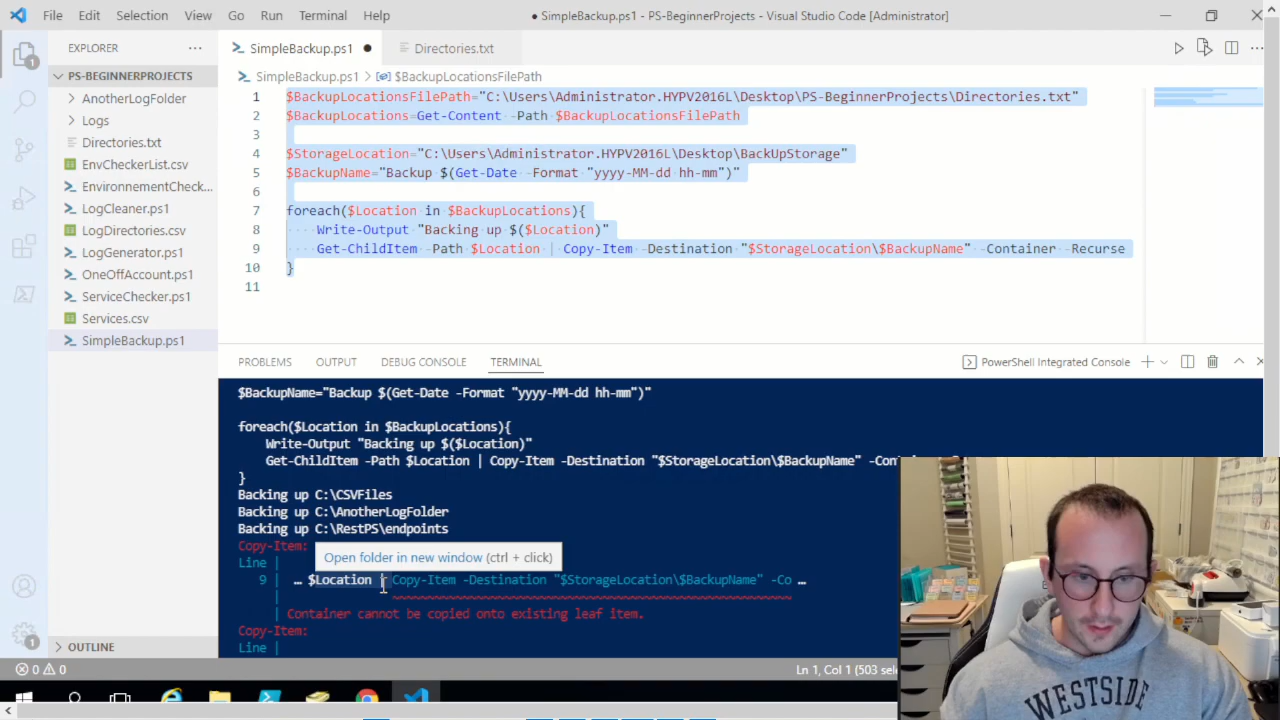 File Edit Selection View Go Run Terminal Help
● SimpleBackup.ps1 - PS-BeginnerProjects - Visual Studio Code [Administrator]
EXPLORER
PS-BEGINNERPROJECTS
AnotherLogFolder
Logs
Directories.txt
EnvCheckerList.csv
EnvironnementCheck...
LogCleaner.ps1
LogDirectories.csv
LogGenerator.ps1
OneOffAccount.ps1
ServiceChecker.ps1
Services.csv
SimpleBackup.ps1
OUTLINE
1
1
SimpleBackup.ps1 ● Directories.txt
SimpleBackup.ps1 > $BackupLocationsFilePath
1 $BackupLocationsFilePath="C:\Users\Administrator.HYPV2016L\Desktop\PS-BeginnerProjects\Directories.txt"
2 $BackupLocations=Get-Content -Path $BackupLocationsFilePath
3
4 $StorageLocation="C:\Users\Administrator.HYPV2016L\Desktop\BackUpStorage"
5 $BackupName="Backup $(Get-Date -Format "yyyy-MM-dd hh-mm")"
6
7 foreach($Location in $BackupLocations){
8 Write-Output "Backing up $($Location)"
9 Get-ChildItem -Path $Location | Copy-Item -Destination "$StorageLocation\$BackupName" -Container -Recurse
10 }
11
PROBLEMS OUTPUT DEBUG CONSOLE TERMINAL
PowerShell Integrated Console
$BackupName="Backup $(Get-Date -Format "yyyy-MM-dd hh-mm")"
foreach($Location in $BackupLocations){
Write-Output "Backing up $($Location)"
Get-ChildItem -Path $Location | Copy-Item -Destination "$StorageLocation\$BackupName"
}
Backing up C:\CSVFiles
Backing up C:\AnotherLogFolder
Backing up C:\RestPS\endpoints
Copy-Item:
Open folder in new window (ctrl + click)
Line |
9 | … $Location | Copy-Item -Destination "$StorageLocation\$BackupName" -Co …
| ~~~~~~~~~~~~~~~~~~~~~~~~~~~~~~~~~~~~~~~~~~~~~~~~~~~~~~~~
| Container cannot be copied onto existing leaf item.
Copy-Item:
Line |
0 0
Ln 1, Col 1 (503
WESTSIDE